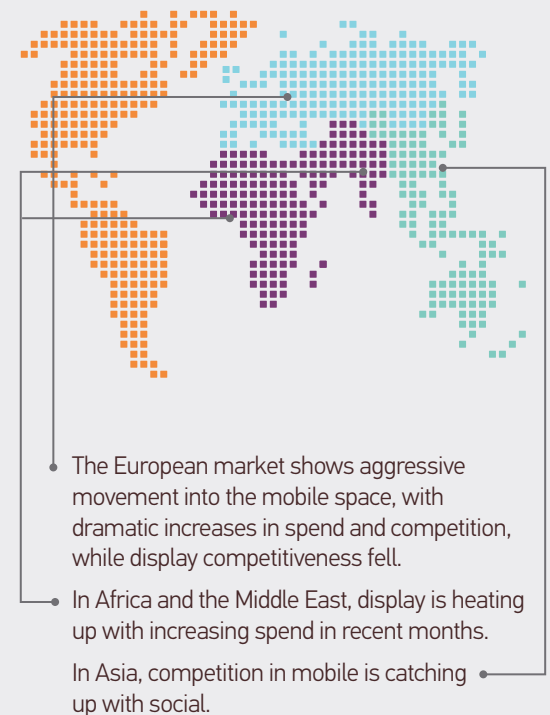 The European market shows aggressive
movement into the mobile space, with
dramatic increases in spend and competition,
while display competitiveness fell.
In Africa and the Middle East, display is heating
up with increasing spend in recent months.
In Asia, competition in mobile is catching
up with social.